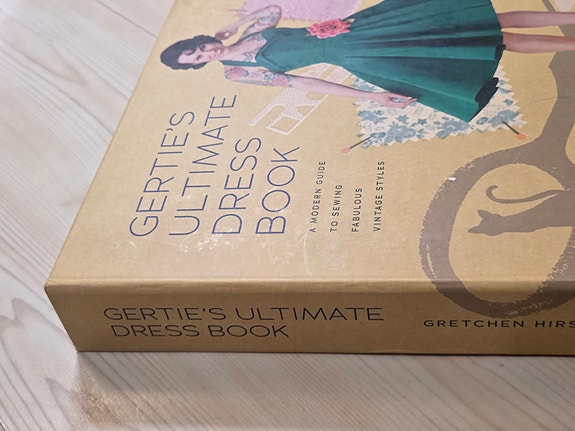 GERTIE'S
ULTIMATE
DRESS
BOOK
A MODERN GUIDE
TO SEWING
FABULOUS
VINTAGE STYLES
GERTIE'S ULTIMATE
DRESS BOOK
GRETCHEN HIRS